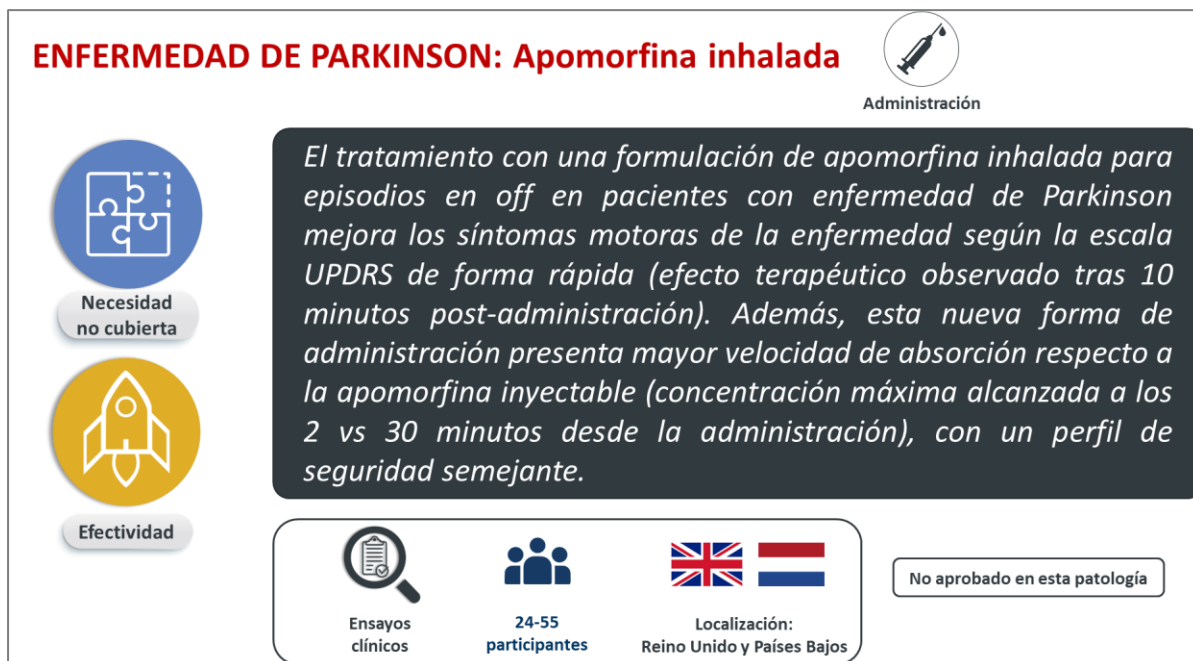 ENFERMEDAD DE PARKINSON: Apomorfina inhalada
Administración
Necesidad
no cubierta
Efectividad
El tratamiento con una formulación de apomorfina inhalada para
episodios en off en pacientes con enfermedad de Parkinson
mejora los síntomas motoras de la enfermedad según la escala
UPDRS de forma rápida (efecto terapéutico observado tras 10
minutos post-administración). Además, esta nueva forma de
administración presenta mayor velocidad de absorción respecto a
la apomorfina inyectable (concentración máxima alcanzada a los
2 vs 30 minutos desde la administración), con un perfil de
seguridad semejante.
Ensayos
clínicos
24-55
participantes
Localización:
Reino Unido y Países Bajos
No aprobado en esta patología